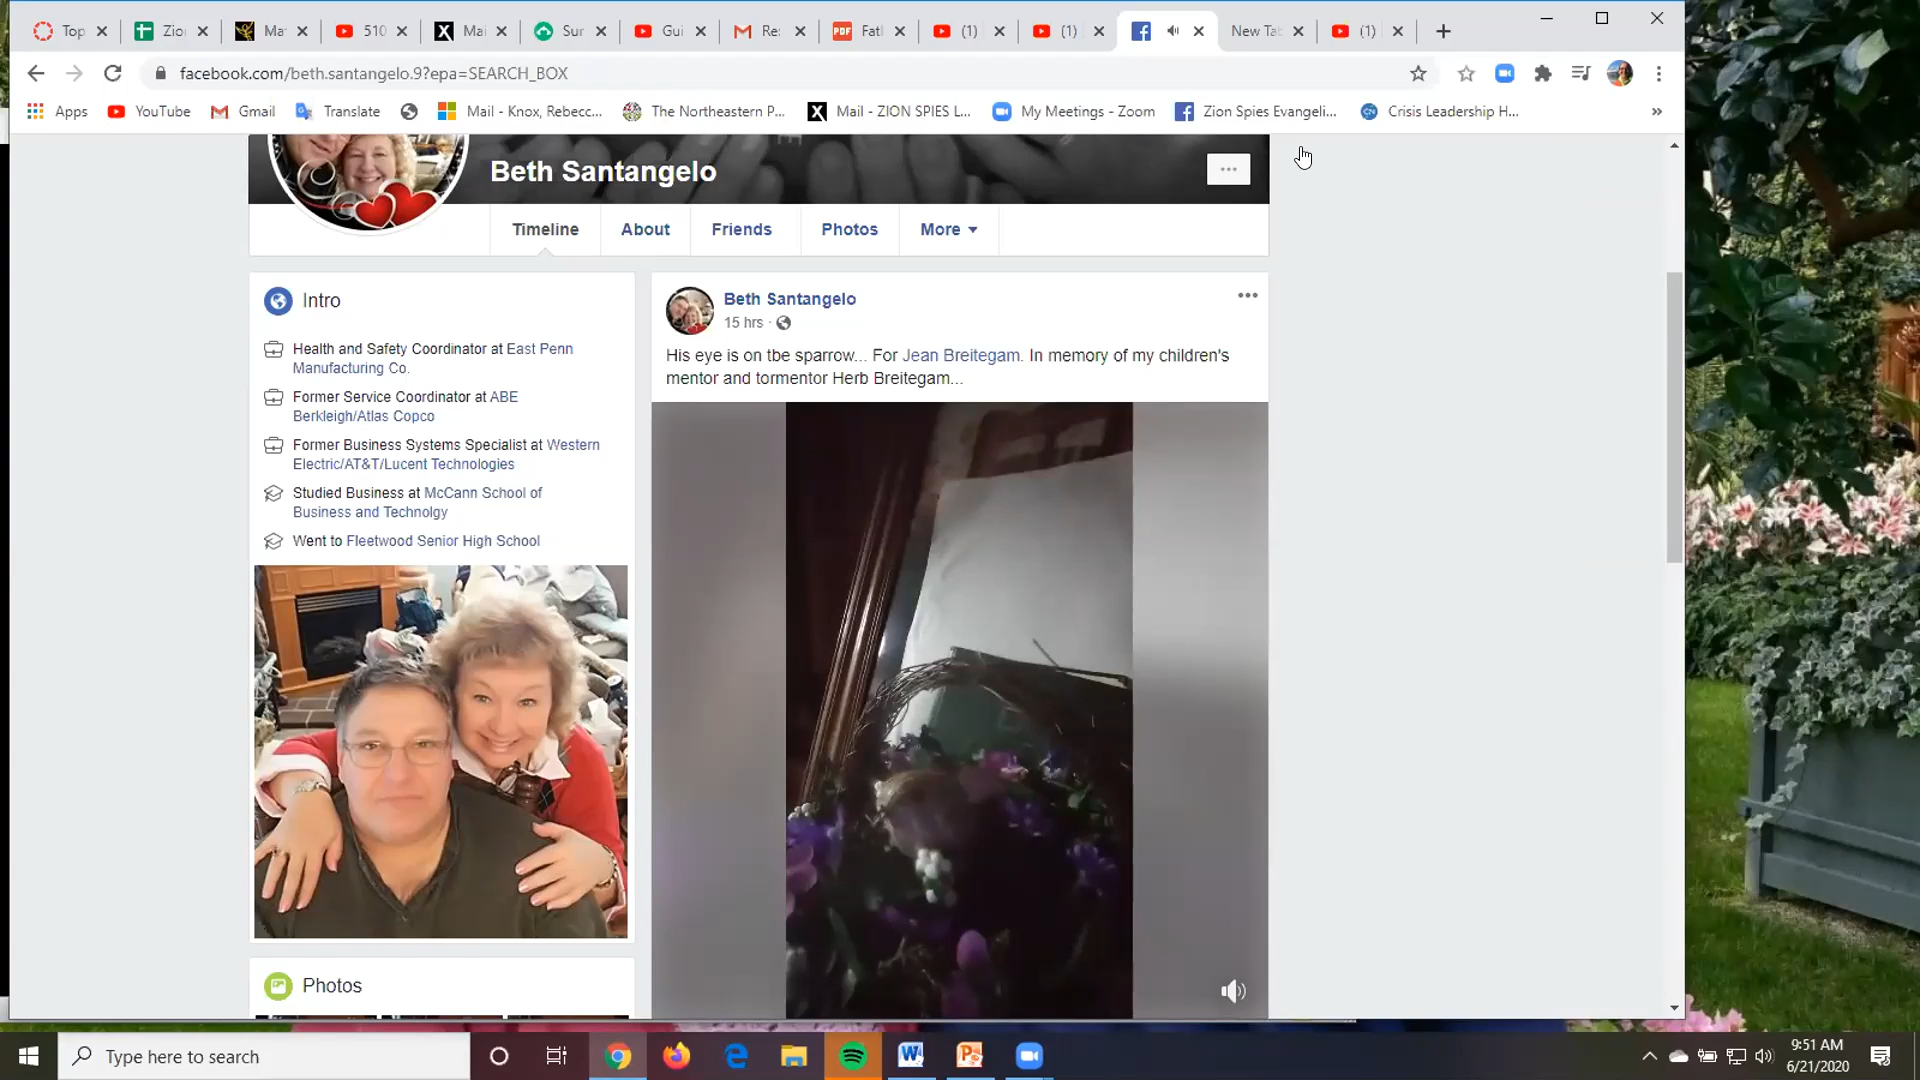 Top
Zio
Ma
510
Mai
Sur
Gui
Re:
PDF
Fatl
(1)
(1)
New Tab
(1)
facebook.com/beth.santangelo.9?epa=SEARCH_BOX
Apps
YouTube
Gmail
Translate
Mail - Knox, Rebecc...
The Northeastern P...
Mail - ZION SPIES L...
My Meetings - Zoom
Zion Spies Evangeli...
Crisis Leadership H...
Beth Santangelo
Timeline
About
Friends
Photos
More
Intro
Health and Safety Coordinator at East Penn
Manufacturing Co.
Former Service Coordinator at ABE
Berkleigh/Atlas Copco
Former Business Systems Specialist at Western
Electric/AT&T/Lucent Technologies
Studied Business at McCann School of
Business and Technolgy
Went to Fleetwood Senior High School
Photos
Beth Santangelo
15 hrs ·
His eye is on tbe sparrow... For Jean Breitegam. In memory of my children's
mentor and tormentor Herb Breitegam...
Type here to search
9:51 AM
6/21/2020